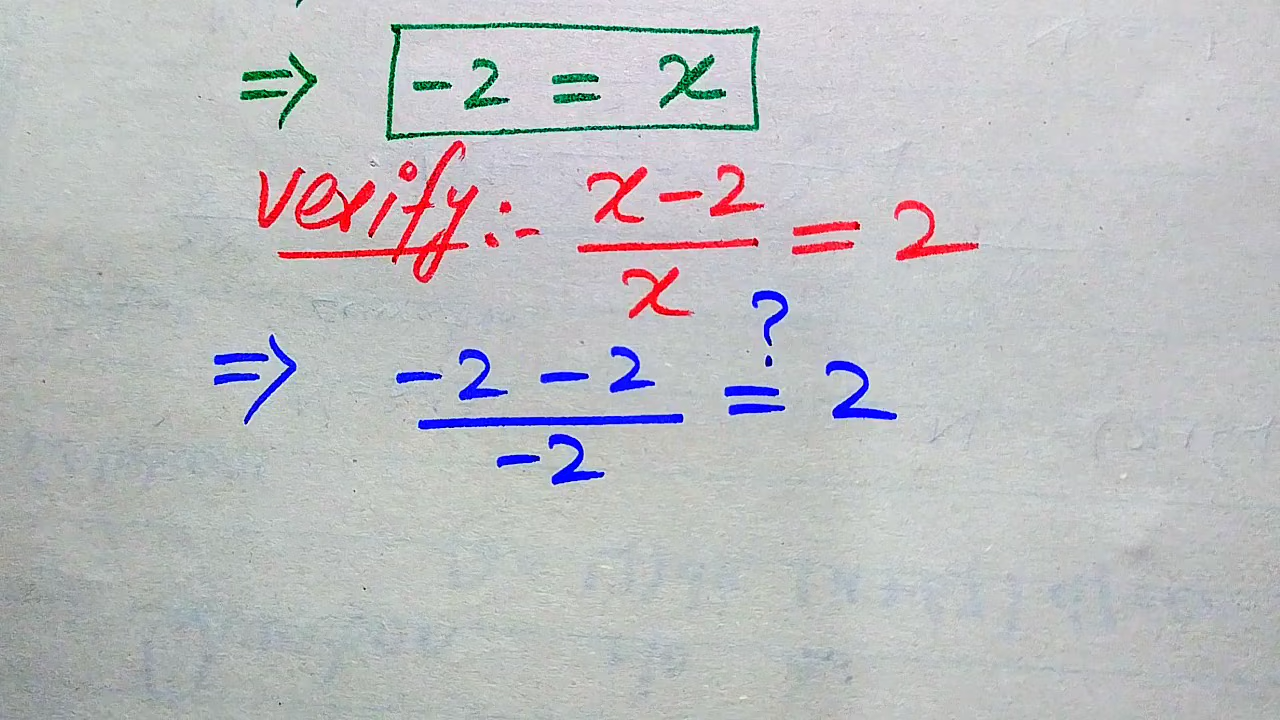 ⇒ -2 = x
verify :- x-2 / x = 2
⇒ -2 -2 / -2 ?= 2